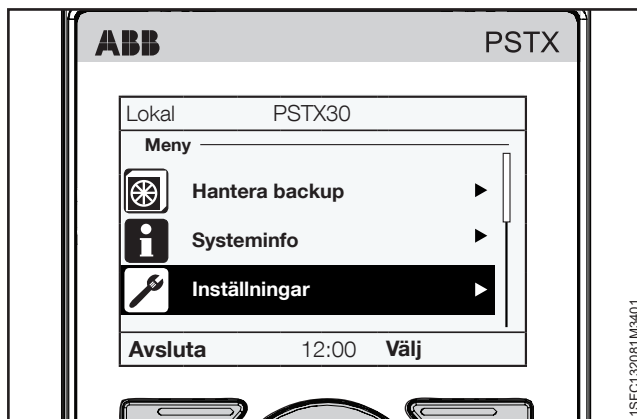 ABB PSTX
Lokal PSTX30
Meny
Hantera backup
Systeminfo
Inställningar
Avsluta 12:00 Välj
1SFC132081M3401